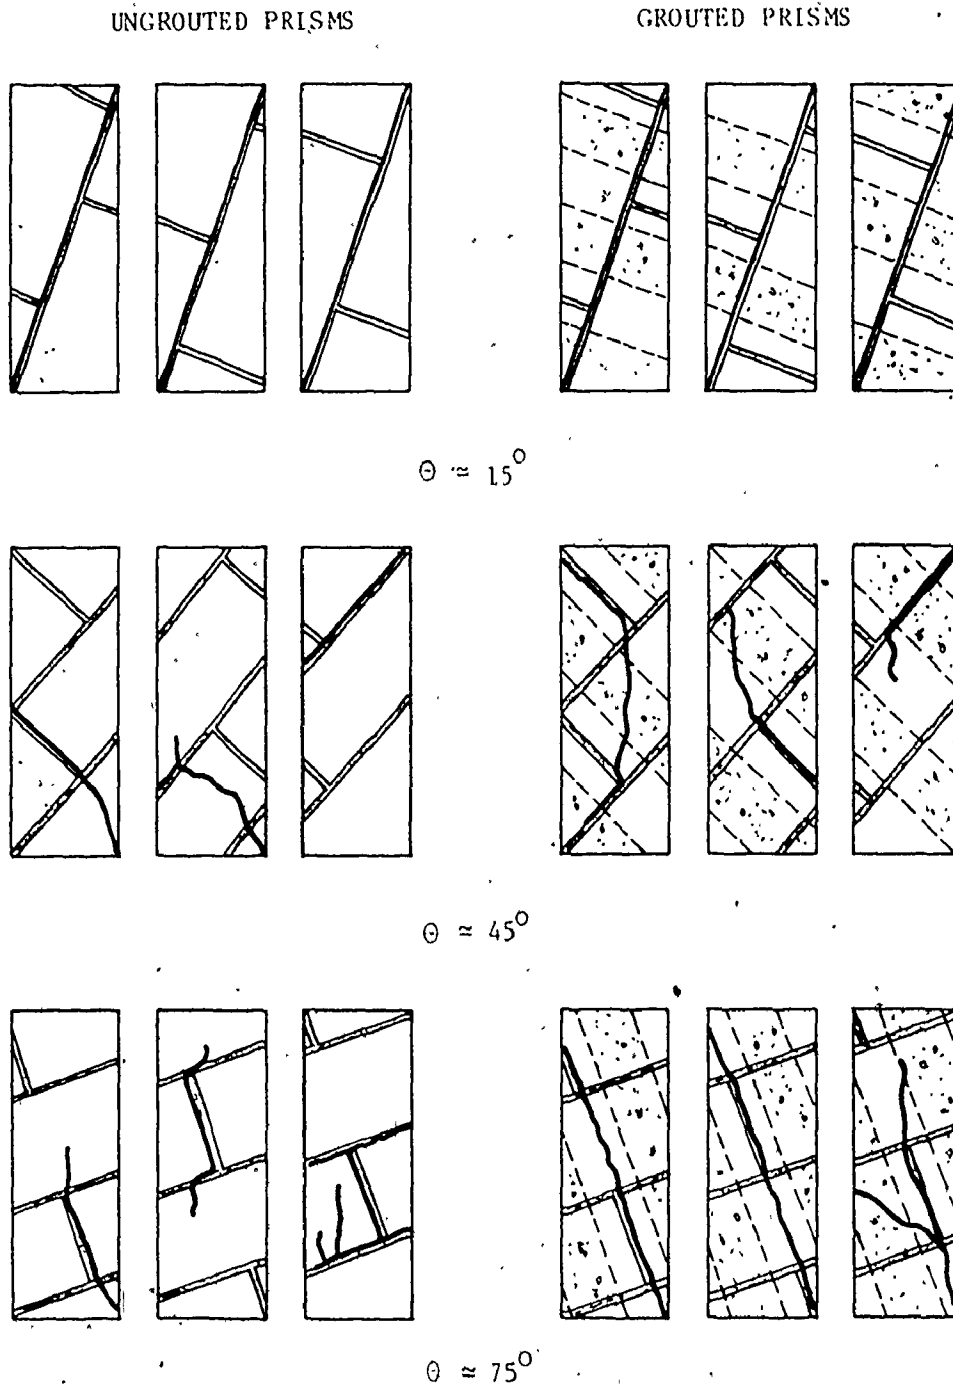 UNGROUTED PRISMS
GROUTED PRISMS
Θ ≃ 15°
Θ ≃ 45°
Θ ≃ 75°